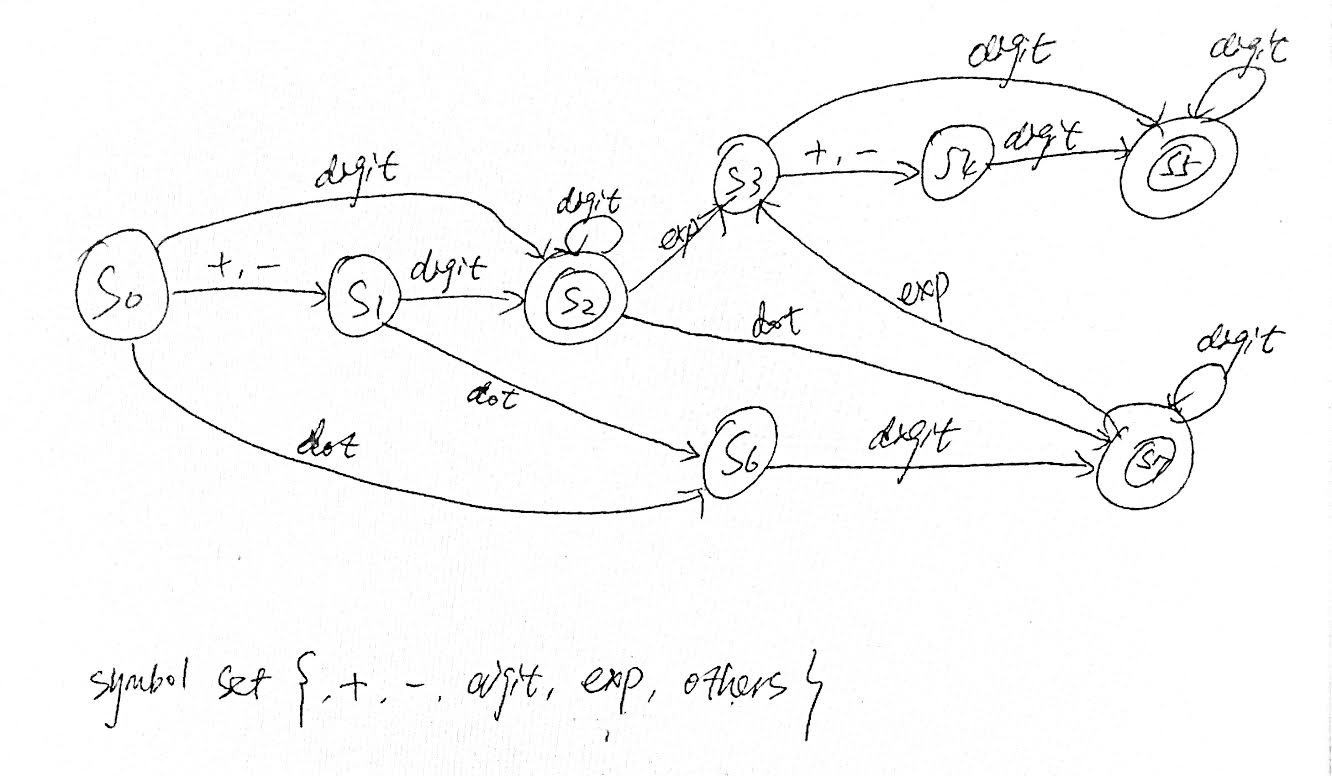 digit
digit
digit
+,-
S4
digit
S5
S3
digit
exp
S0
+,-
S1
digit
S2
exp
dot
digit
dot
dot
S6
digit
S7
symbol set {., +, -, digit, exp, others}